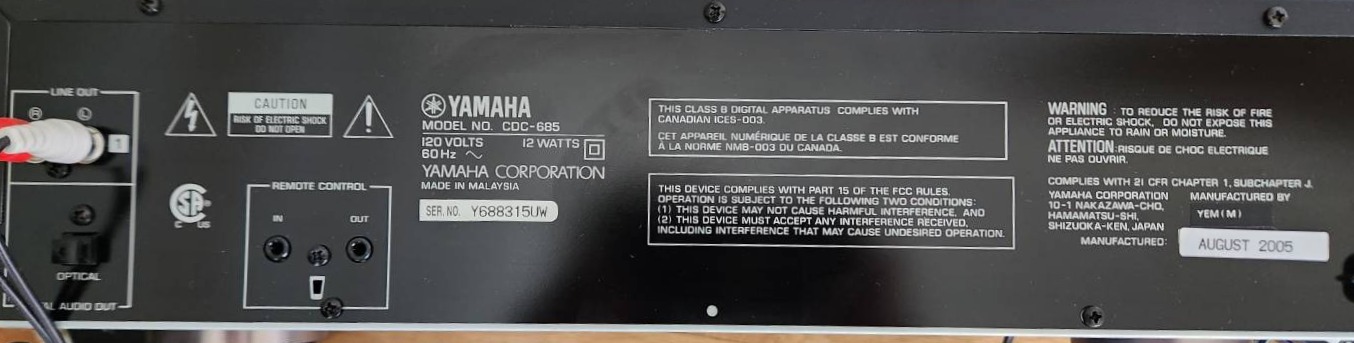 LINE OUT
R L
1
OPTICAL
AL AUDIO OUT
CAUTION
RISK OF ELECTRIC SHOCK
DO NOT OPEN
SA
C US
REMOTE CONTROL
IN OUT
YAMAHA
MODEL NO. CDC-685
120 VOLTS 12 WATTS
60Hz
YAMAHA CORPORATION
MADE IN MALAYSIA
SER.NO. Y688315UW
THIS CLASS B DIGITAL APPARATUS COMPLIES WITH
CANADIAN ICES-003.
CET APPAREIL NUMÉRIQUE DE LA CLASSE B EST CONFORME
À LA NORME NMB-003 DU CANADA.
THIS DEVICE COMPLIES WITH PART 15 OF THE FCC RULES.
OPERATION IS SUBJECT TO THE FOLLOWING TWO CONDITIONS:
(1) THIS DEVICE MAY NOT CAUSE HARMFUL INTERFERENCE, AND
(2) THIS DEVICE MUST ACCEPT ANY INTERFERENCE RECEIVED,
INCLUDING INTERFERENCE THAT MAY CAUSE UNDESIRED OPERATION.
WARNING : TO REDUCE THE RISK OF FIRE
OR ELECTRIC SHOCK, DO NOT EXPOSE THIS
APPLIANCE TO RAIN OR MOISTURE.
ATTENTION:RISQUE DE CHOC ELECTRIQUE
NE PAS OUVRIR.
COMPLIES WITH 21 CFR CHAPTER 1, SUBCHAPTER J.
YAMAHA CORPORATION
10-1 NAKAZAWA-CHO,
HAMAMATSU-SHI,
SHIZUOKA-KEN, JAPAN
MANUFACTURED BY
YEM(M)
MANUFACTURED: AUGUST 2005